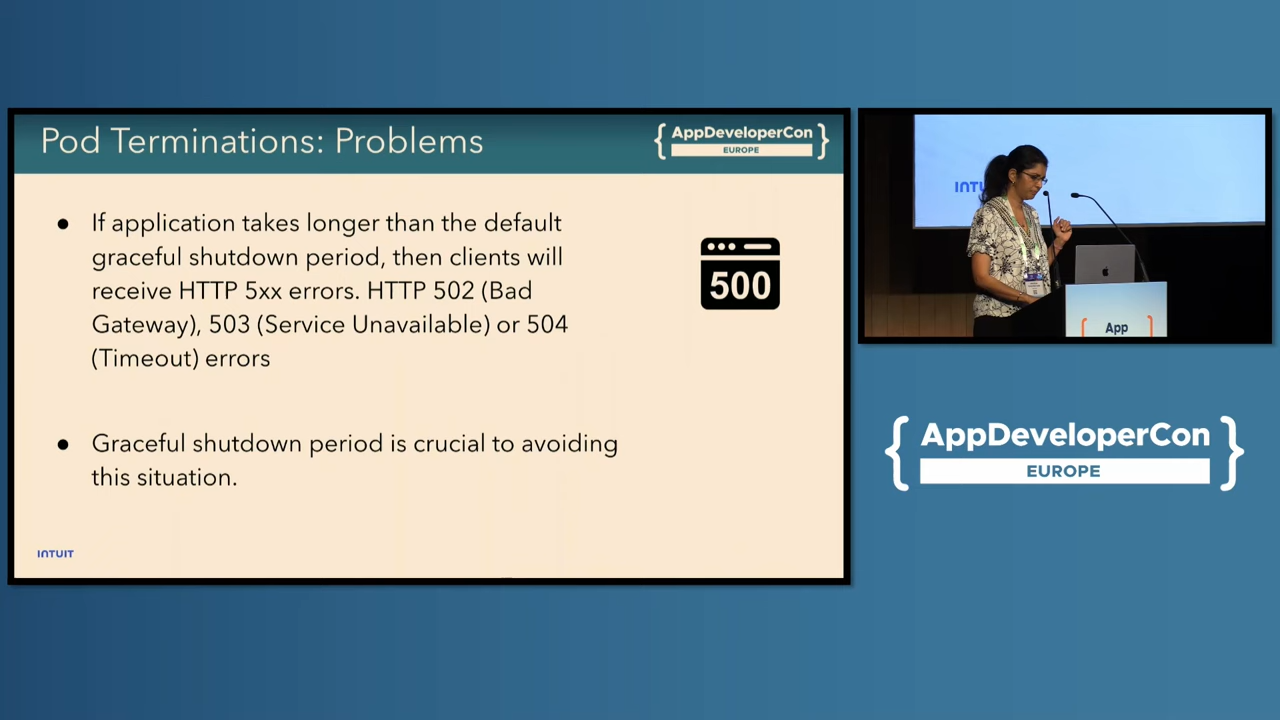 Pod Terminations: Problems
{ AppDeveloperCon }
EUROPE
● If application takes longer than the default
graceful shutdown period, then clients will
receive HTTP 5xx errors. HTTP 502 (Bad
Gateway), 503 (Service Unavailable) or 504
(Timeout) errors
500
● Graceful shutdown period is crucial to avoiding
this situation.
INTUIT
INTU
{ App }
{ AppDeveloperCon }
EUROPE